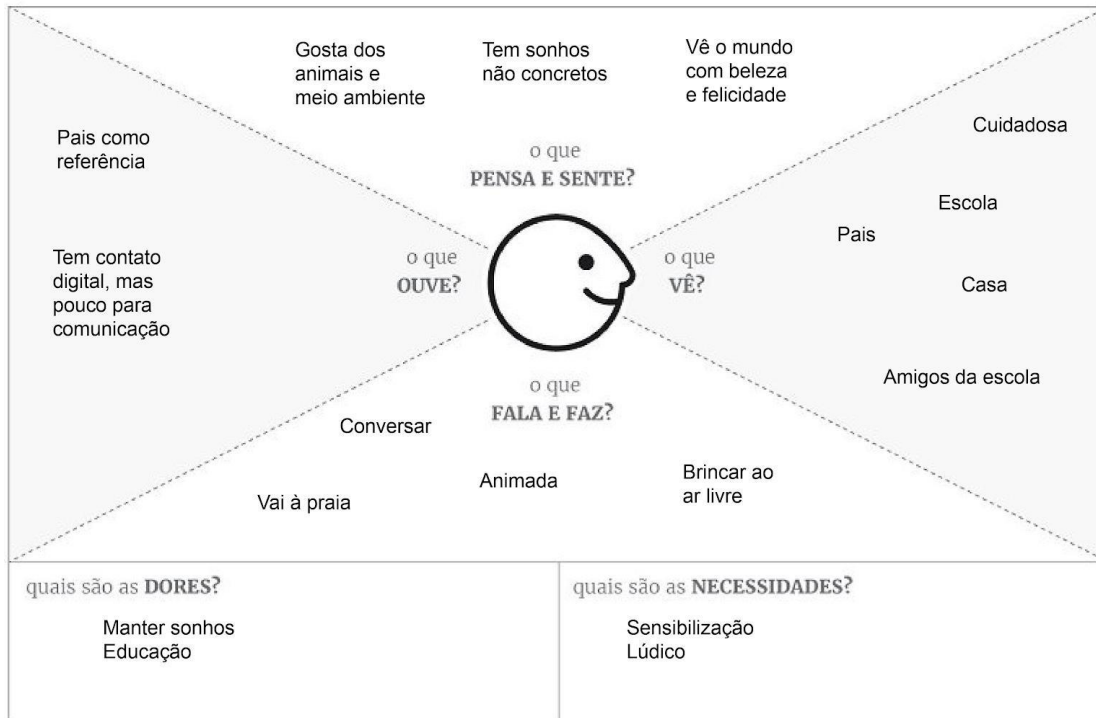 Gosta dos
animais e
meio ambiente
Tem sonhos
não concretos
Vê o mundo
com beleza
e felicidade
o que
PENSA E SENTE?
Pais como
referência
Tem contato
digital, mas
pouco para
comunicação
o que
OUVE?
o que
VÊ?
Cuidadosa
Escola
Pais
Casa
Amigos da escola
o que
FALA E FAZ?
Conversar
Vai à praia
Animada
Brincar ao
ar livre
quais são as DORES?
Manter sonhos
Educação
quais são as NECESSIDADES?
Sensibilização
Lúdico